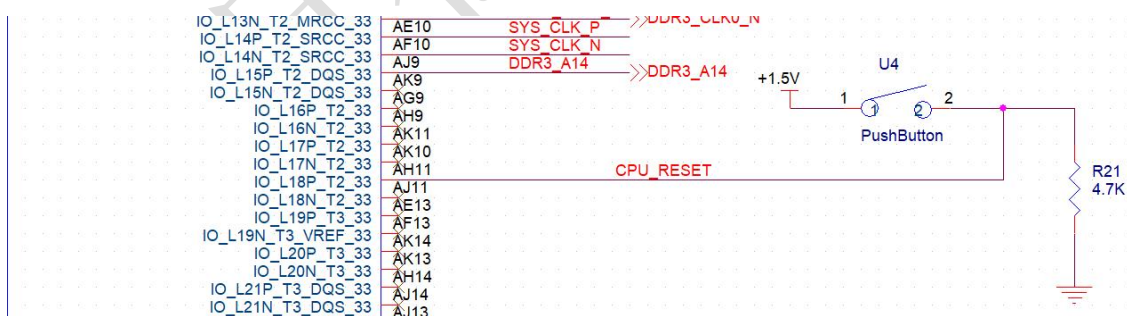 IO_L13N_T2_MRCC_33 AE10 DDR3_CLK0_N
IO_L14P_T2_SRCC_33 AF10 SYS_CLK_P
IO_L14N_T2_SRCC_33 AJ9 SYS_CLK_N
IO_L15P_T2_DQS_33 AK9 DDR3_A14 DDR3_A14
IO_L15N_T2_DQS_33 AG9
IO_L16P_T2_33 AH9
IO_L16N_T2_33 AK11
IO_L17P_T2_33 AK10
IO_L17N_T2_33 AH11
IO_L18P_T2_33 AJ11 CPU_RESET
IO_L18N_T2_33 AE13
IO_L19P_T3_33 AF13
IO_L19N_T3_VREF_33 AK14
IO_L20P_T3_33 AK13
IO_L20N_T3_33 AH14
IO_L21P_T3_DQS_33 AJ14
IO_L21N_T3_DQS_33 AJ13
+1.5V
U4
1 1 2 2
PushButton
R21
4.7K